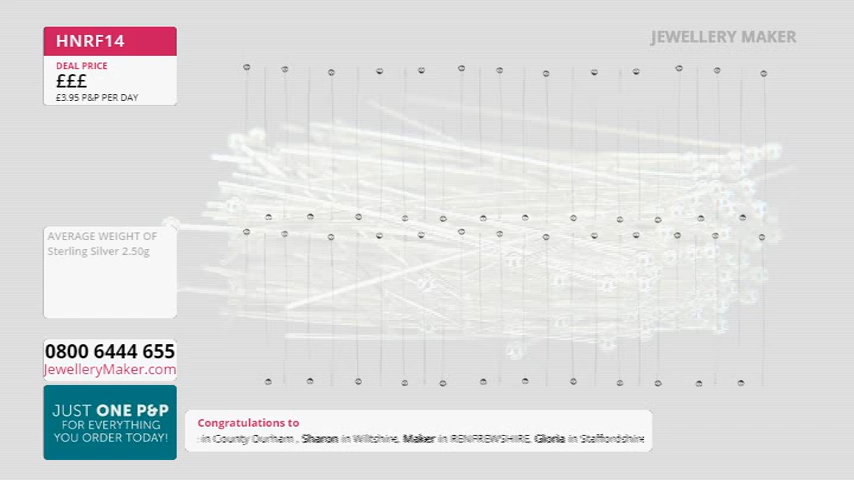 HNRF14
DEAL PRICE
£££
£3.95 P&P PER DAY
JEWELLERY MAKER
AVERAGE WEIGHT OF
Sterling Silver 2.50g
0800 6444 655
JewelleryMaker.com
JUST ONE P&P
FOR EVERYTHING
YOU ORDER TODAY!
Congratulations to
in County Durham , Sharon in Wiltshire, Maker in RENFREWSHIRE, Gloria in Staffordshire